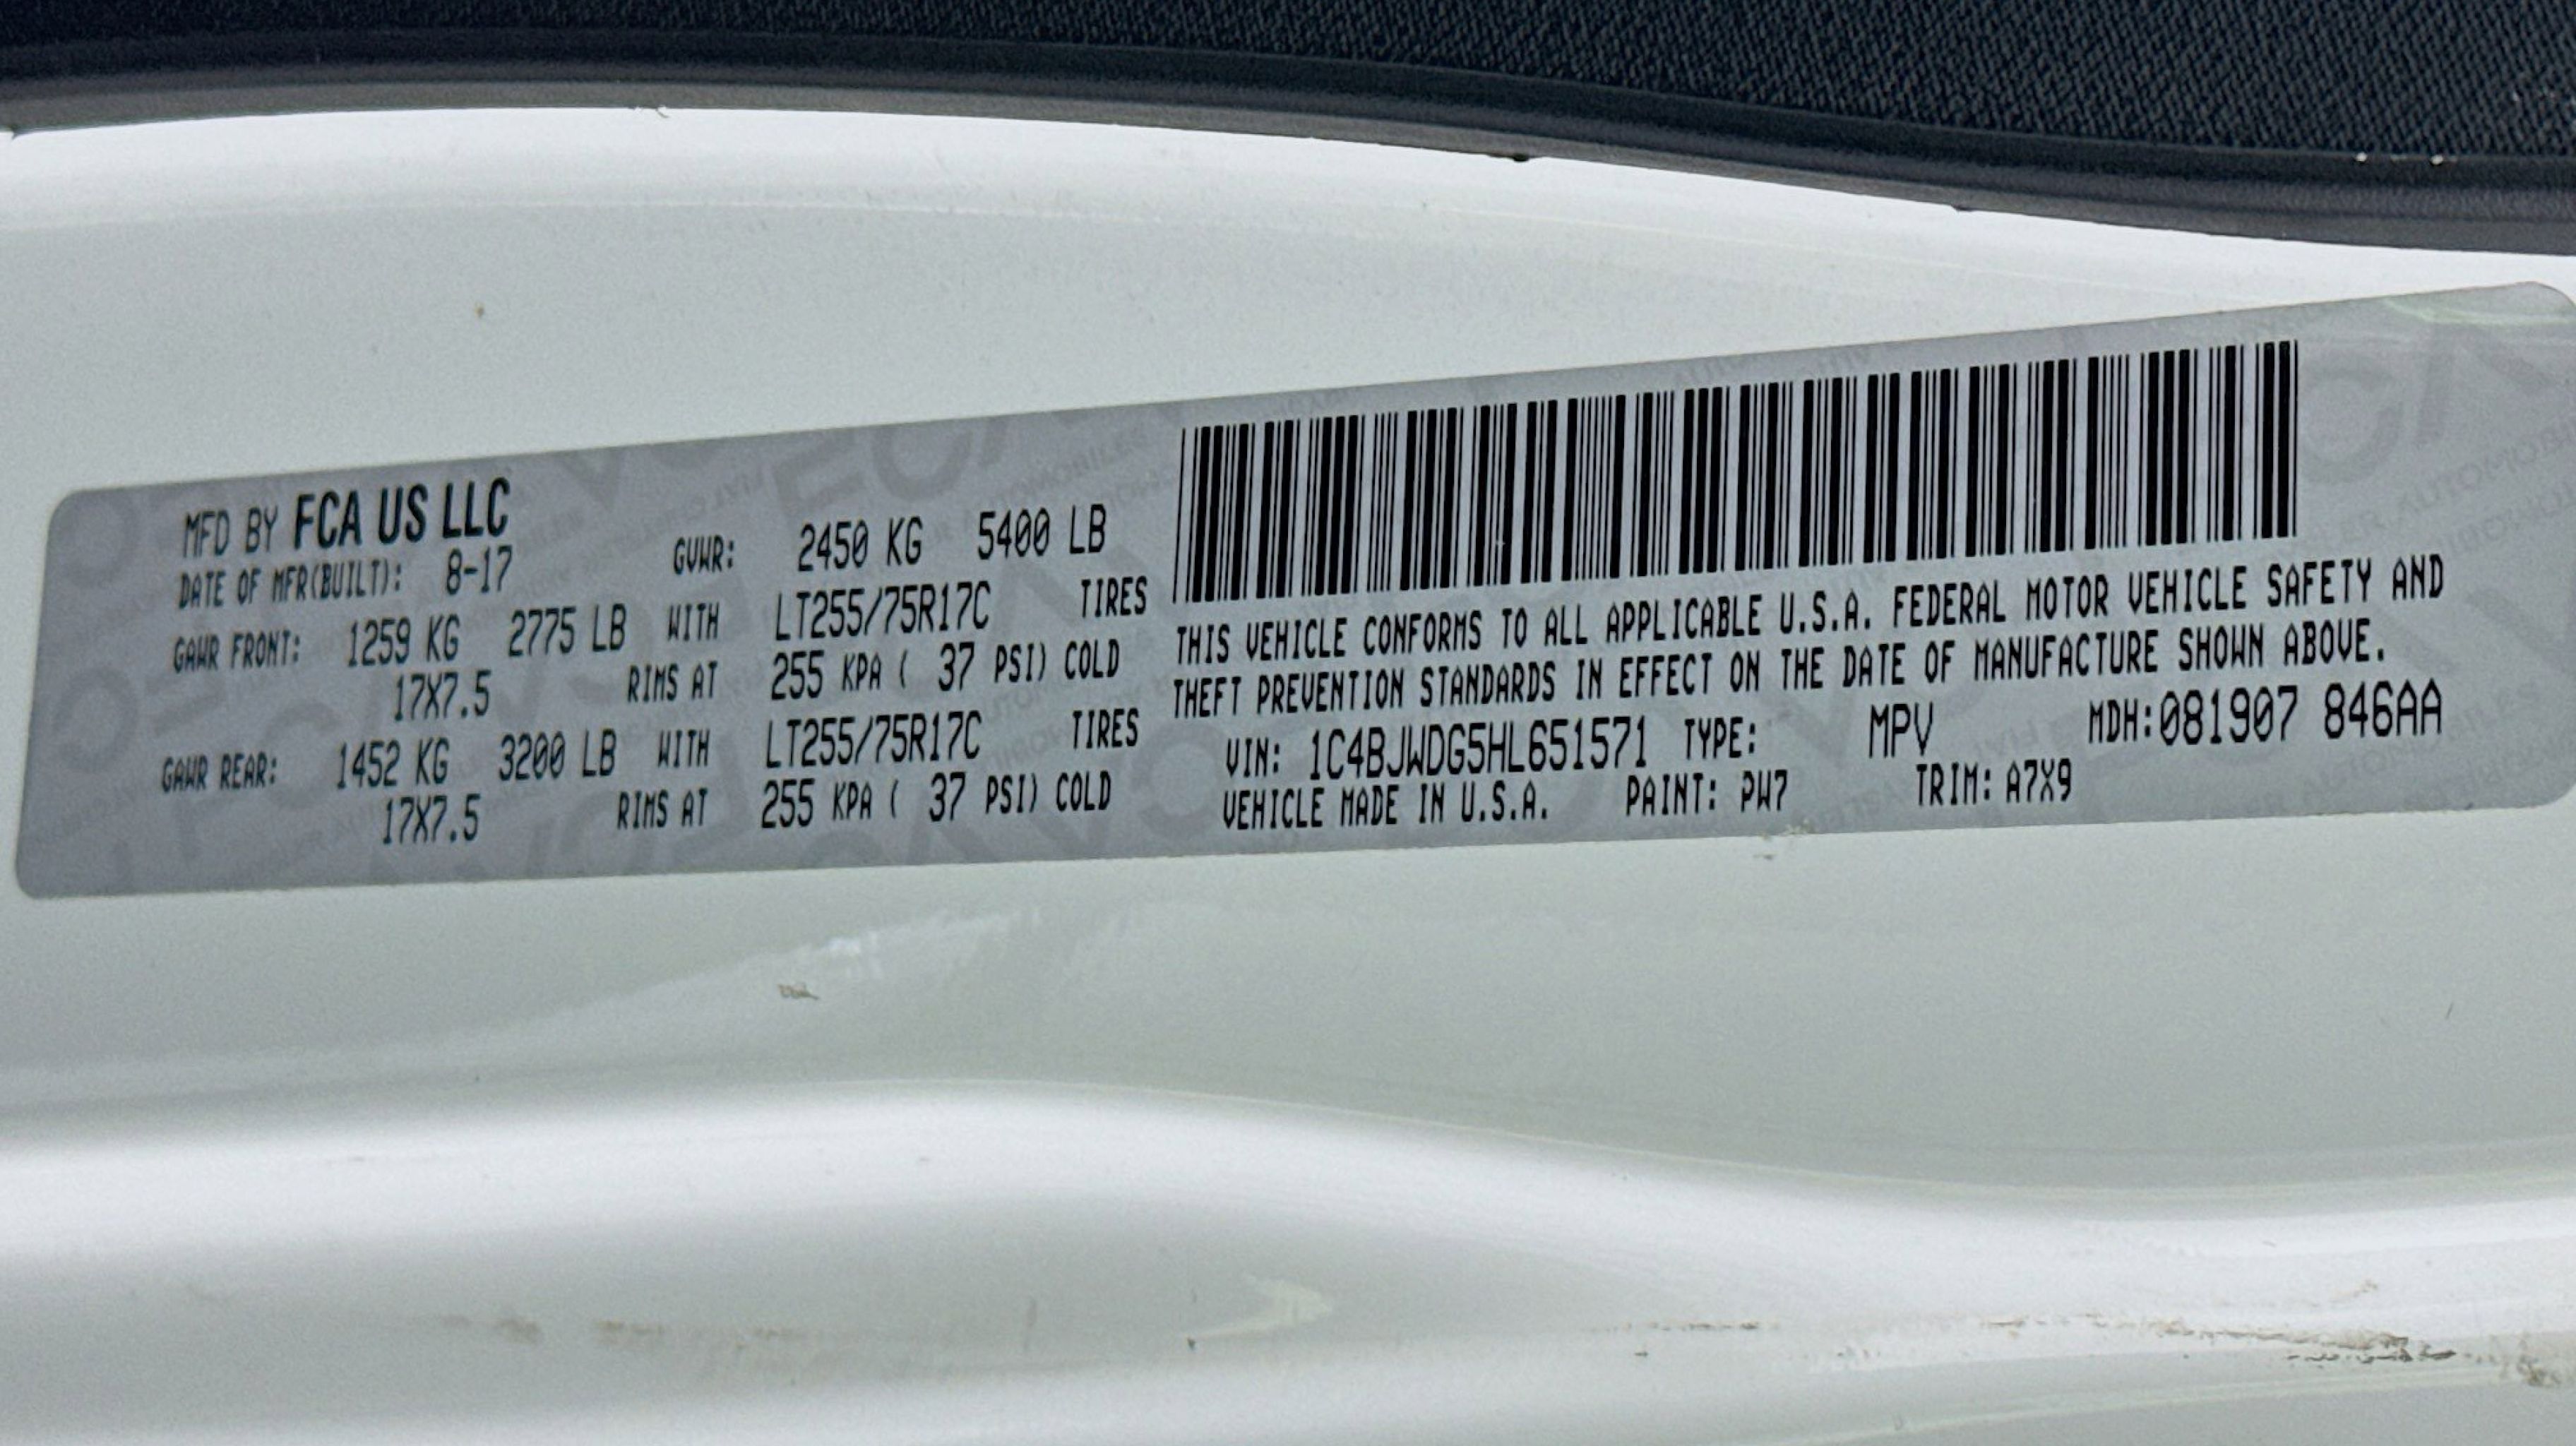 MFD BY FCA US LLC
DATE OF MFR(BUILT): 8-17 GVWR: 2450 KG 5400 LB
GAWR FRONT: 1259 KG 2775 LB WITH LT255/75R17C TIRES
17X7.5 RIMS AT 255 KPA ( 37 PSI) COLD
GAWR REAR: 1452 KG 3200 LB WITH LT255/75R17C TIRES
17X7.5 RIMS AT 255 KPA ( 37 PSI) COLD
THIS VEHICLE CONFORMS TO ALL APPLICABLE U.S.A. FEDERAL MOTOR VEHICLE SAFETY AND
THEFT PREVENTION STANDARDS IN EFFECT ON THE DATE OF MANUFACTURE SHOWN ABOVE.
VIN: 1C4BJWDG5HL651571 TYPE: MPV MDH:081907 846AA
VEHICLE MADE IN U.S.A. PAINT: PW7 TRIM: A7X9